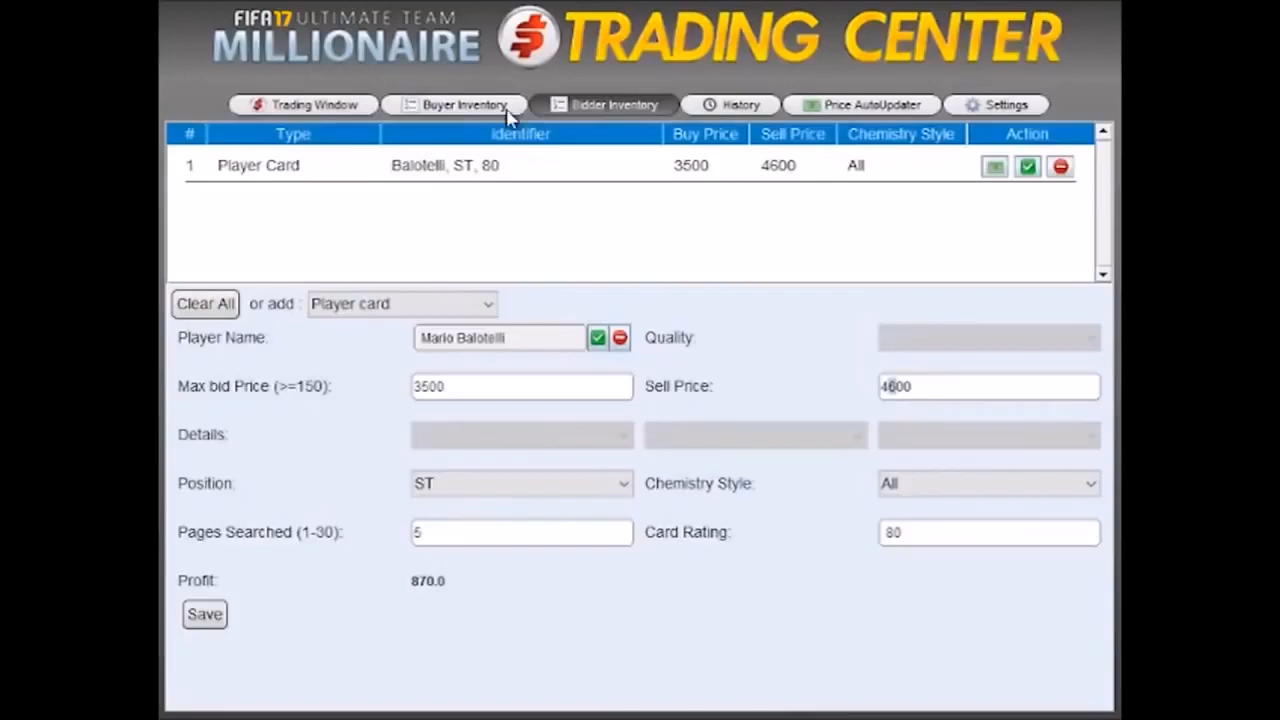 FIFA17 ULTIMATE TEAM
MILLIONAIRE
TRADING CENTER
Trading Window Buyer Inventory Bidder Inventory History Price AutoUpdater Settings
# Type Identifier Buy Price Sell Price Chemistry Style Action
1 Player Card Balotelli, ST, 80 3500 4600 All
Clear All or add : Player card
Player Name: Mario Balotelli Quality:
Max bid Price (>=150): 3500 Sell Price: 4600
Details:
Position: ST Chemistry Style: All
Pages Searched (1-30): 5 Card Rating: 80
Profit: 870.0
Save